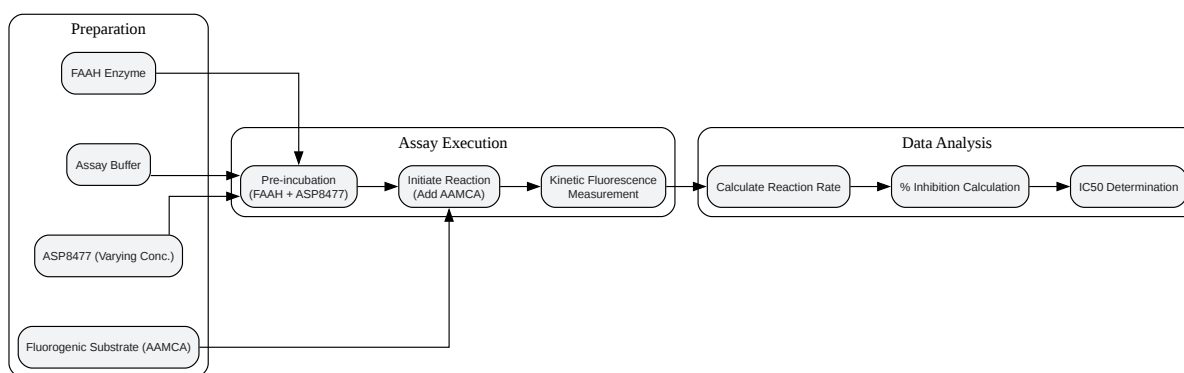 Preparation
FAAH Enzyme
Assay Buffer
ASP8477 (Varying Conc.)
Fluorogenic Substrate (AAMCA)
Assay Execution
Pre-incubation
(FAAH + ASP8477)
Initiate Reaction
(Add AAMCA)
Kinetic Fluorescence
Measurement
Data Analysis
Calculate Reaction Rate
% Inhibition Calculation
IC50 Determination